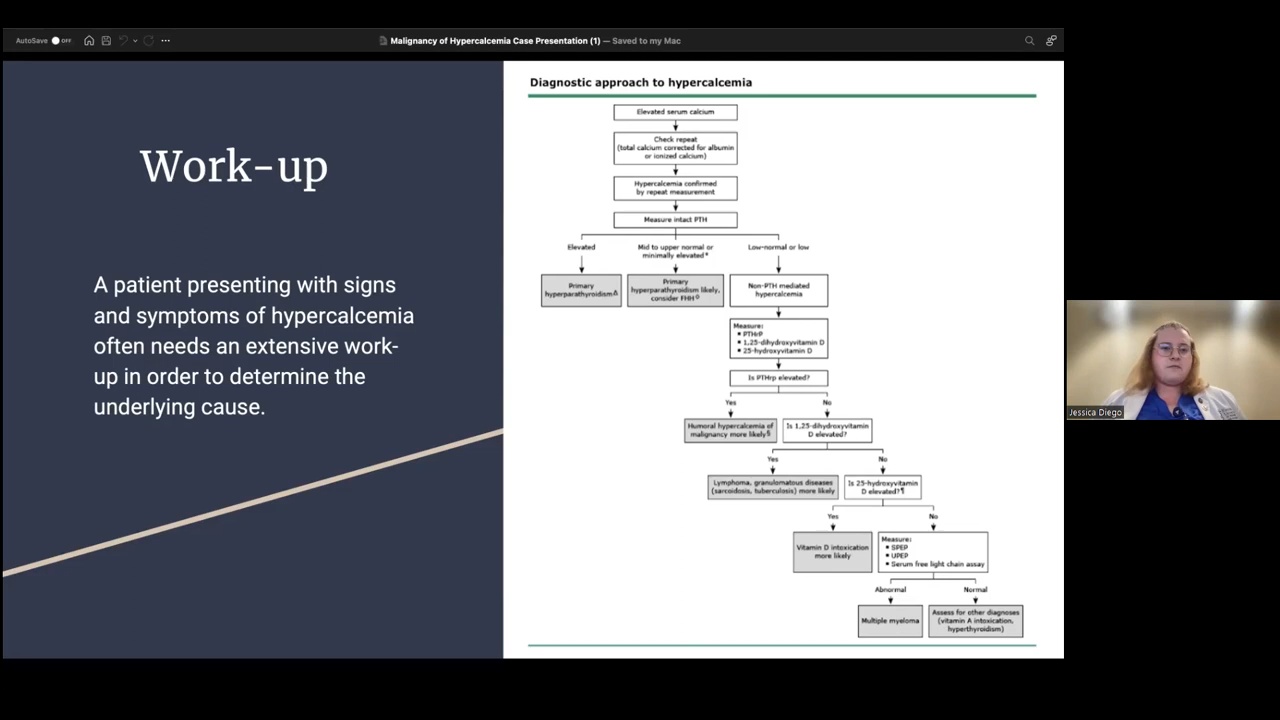 AutoSave OFF
Malignancy of Hypercalcemia Case Presentation (1) — Saved to my Mac
Work-up
A patient presenting with signs
and symptoms of hypercalcemia
often needs an extensive work-
up in order to determine the
underlying cause.
Diagnostic approach to hypercalcemia
Elevated serum calcium
Check repeat
(total calcium corrected for albumin
or ionized calcium)
Hypercalcemia confirmed
by repeat measurement
Measure intact PTH
Elevated
Mid to upper normal or
minimally elevated*
Low-normal or low
Primary
hyperparathyroidismΔ
Primary
hyperparathyroidism likely,
consider FHH◊
Non-PTH mediated
hypercalcemia
Measure:
▪ PTHrP
▪ 1,25-dihydroxyvitamin D
▪ 25-hydroxyvitamin D
Is PTHrp elevated?
Yes
No
Humoral hypercalcemia of
malignancy more likely§
Is 1,25-dihydroxyvitamin
D elevated?
Yes
No
Lymphoma, granulomatous diseases
(sarcoidosis, tuberculosis) more likely
Is 25-hydroxyvitamin
D elevated?¶
Yes
No
Vitamin D intoxication
more likely
Measure:
▪ SPEP
▪ UPEP
▪ Serum free light chain assay
Abnormal
Normal
Multiple myeloma
Assess for other diagnoses
(vitamin A intoxication,
hyperthyroidism)
Jessica Diego